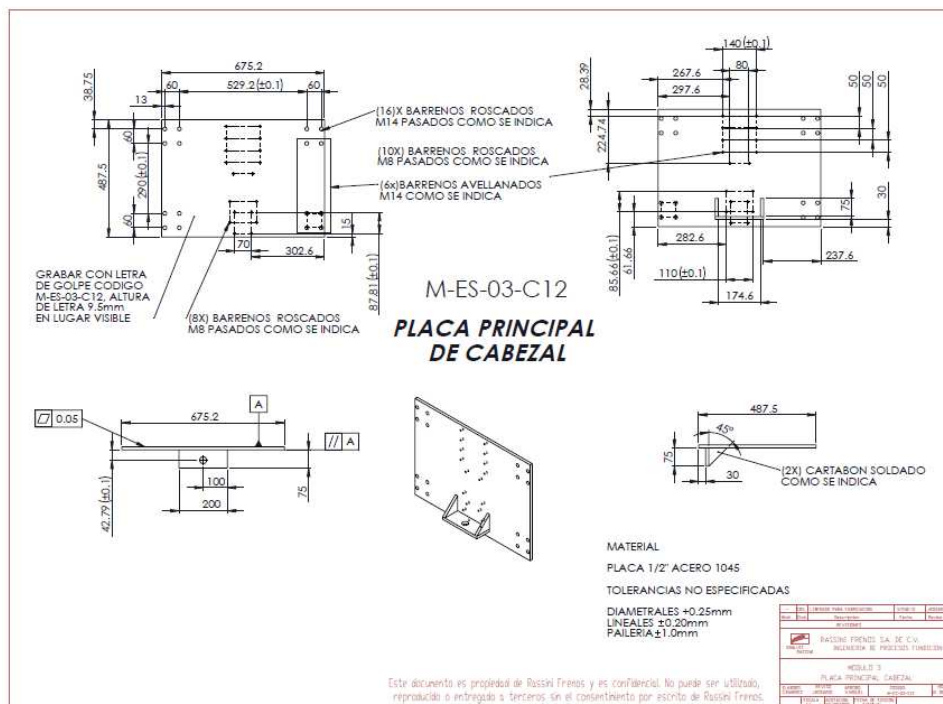 675.2
60
529.2(±0.1)
60
13
38.75
60
290(±0.1)
487.5
60
(16)X BARRENOS ROSCADOS
M14 PASADOS COMO SE INDICA
(10X) BARRENOS ROSCADOS
M8 PASADOS COMO SE INDICA
(6x)BARRENOS AVELLANADOS
M14 COMO SE INDICA
70
302.6
15
87.81(±0.1)
GRABAR CON LETRA
DE GOLPE CODIGO
M-ES-03-C12, ALTURA
DE LETRA 9.5mm
EN LUGAR VISIBLE
(8X) BARRENOS ROSCADOS
M8 PASADOS COMO SE INDICA
140(±0.1)
80
267.6
297.6
28.39
224.74
50
50
50
30
75
282.6
237.6
85.66(±0.1)
61.66
110(±0.1)
174.6
M-ES-03-C12
PLACA PRINCIPAL
DE CABEZAL
0.05
A
675.2
// A
100
200
75
42.79(±0.1)
487.5
45°
75
30
(2X) CARTABON SOLDADO
COMO SE INDICA
MATERIAL
PLACA 1/2" ACERO 1045
TOLERANCIAS NO ESPECIFICADAS
DIAMETRALES +0.25mm
LINEALES ±0.20mm
PAILERIA±1.0mm
RASSINI FRENOS S.A. DE C.V.
INGENIERIA DE PROCESOS FUNDICION
MODULO 3
PLACA PRINCIPAL CABEZAL
Este documento es propiedad de Rassini Frenos y es confidencial. No puede ser utilizado,
reproducido o entregado a terceros sin el consentimiento por escrito de Rassini Frenos.